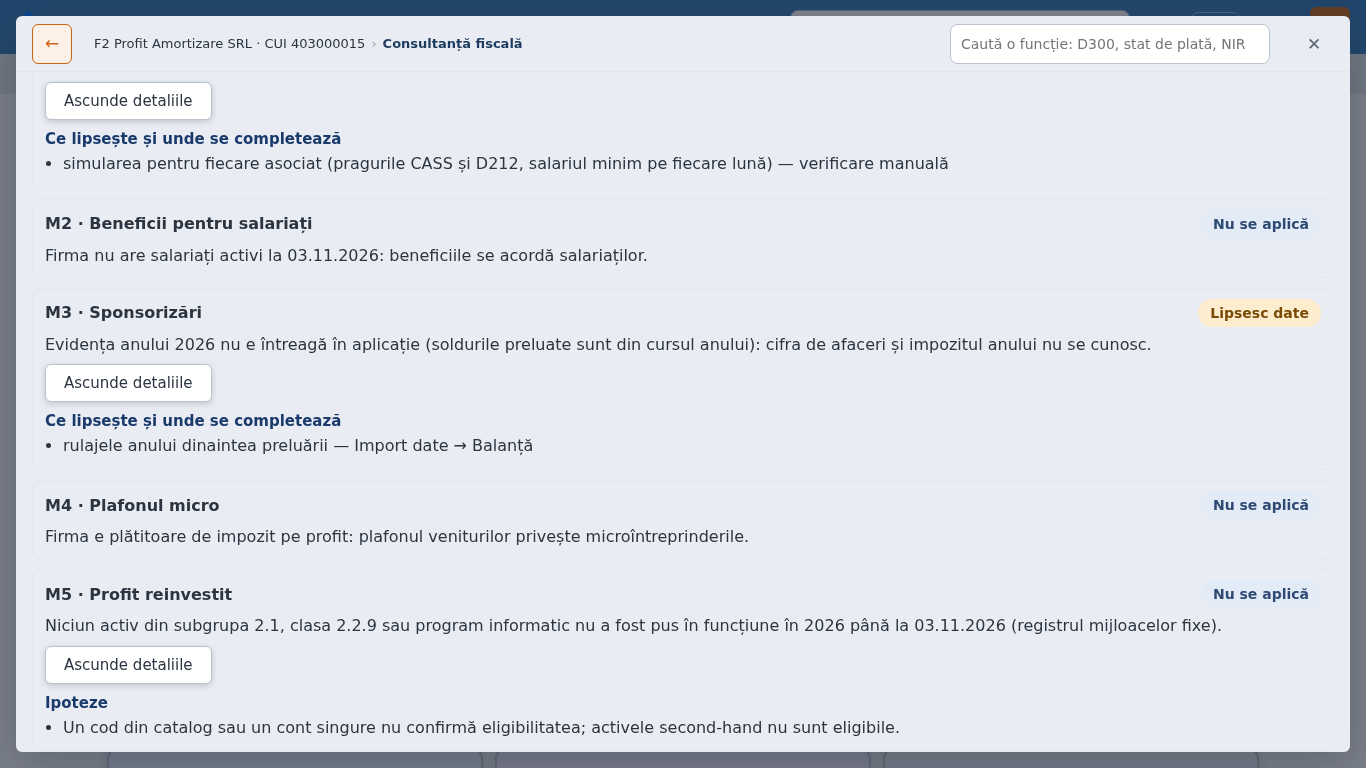 ←
F2 Profit Amortizare SRL · CUI 403000015 › Consultanță fiscală
Caută o funcție: D300, stat de plată, NIR
✕
Ascunde detaliile
Ce lipsește și unde se completează
• simularea pentru fiecare asociat (pragurile CASS și D212, salariul minim pe fiecare lună) — verificare manuală
M2 · Beneficii pentru salariați
Nu se aplică
Firma nu are salariați activi la 03.11.2026: beneficiile se acordă salariaților.
M3 · Sponsorizări
Lipsesc date
Evidența anului 2026 nu e întreagă în aplicație (soldurile preluate sunt din cursul anului): cifra de afaceri și impozitul anului nu se cunosc.
Ascunde detaliile
Ce lipsește și unde se completează
• rulajele anului dinaintea preluării — Import date → Balanță
M4 · Plafonul micro
Nu se aplică
Firma e plătitoare de impozit pe profit: plafonul veniturilor privește microîntreprinderile.
M5 · Profit reinvestit
Nu se aplică
Niciun activ din subgrupa 2.1, clasa 2.2.9 sau program informatic nu a fost pus în funcțiune în 2026 până la 03.11.2026 (registrul mijloacelor fixe).
Ascunde detaliile
Ipoteze
• Un cod din catalog sau un cont singure nu confirmă eligibilitatea; activele second-hand nu sunt eligibile.